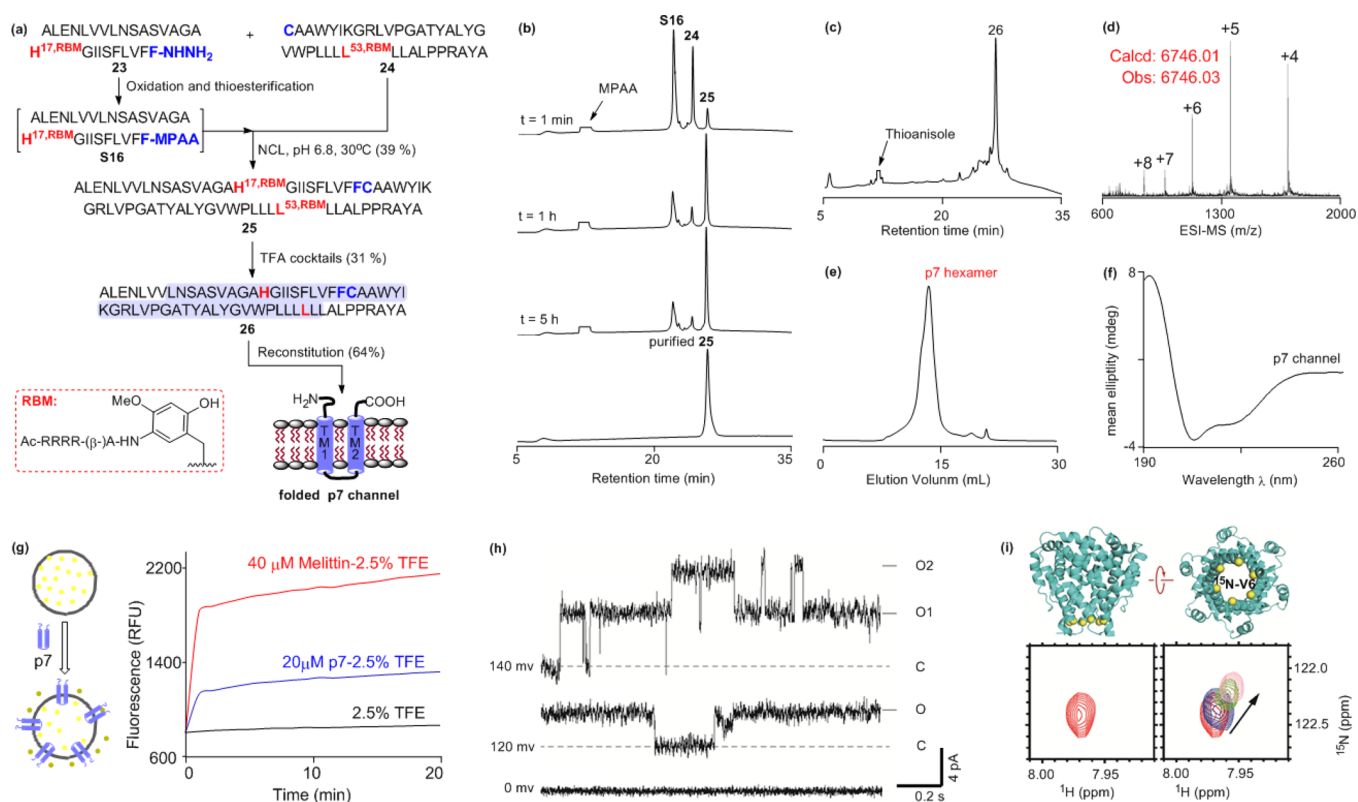 (a)
ALENLVVLNSASVAGA
H17,RBMGIISFLVFF-NHNH2
23
+
CAAWYIKGRLVPGATYALYG
VWPLLLL53,RBMLLALPPRAYA
24
Oxidation and thioesterification
ALENLVVLNSASVAGA
H17,RBMGIISFLVFF-MPAA
S16
NCL, pH 6.8, 30ºC (39 %)
ALENLVVLNSASVAGAH17,RBMGIISFLVFFCAAWYIK
GRLVPGATYALYGVWPLLLL53,RBMLLALPPRAYA
25
TFA cocktails (31 %)
ALENLVVLNSASVAGAHGIISFLVFFCAAWYI
KGRLVPGATYALYGVWPLLLLLLALPPRAYA
26
Reconstitution (64%)
RBM:
MeO
OH
Ac-RRRR-(β-)A-HN
H2N
COOH
TM1
TM2
folded p7 channel
(b)
S16
24
25
MPAA
t = 1 min
t = 1 h
t = 5 h
purified 25
5
20
35
Retention time (min)
(c)
26
Thioanisole
5
20
35
Retention time (min)
(d)
Calcd: 6746.01
Obs: 6746.03
+8
+7
+6
+5
+4
600
1300
2000
ESI-MS (m/z)
(e)
p7 hexamer
0
15
30
Elution Volunm (mL)
(f)
8
-4
mean elliptility (mdeg)
p7 channel
190
260
Wavelength λ (nm)
(g)
p7
Fluorescence (RFU)
2200
1400
600
40 μM Melittin-2.5% TFE
20μM p7-2.5% TFE
2.5% TFE
0
10
20
Time (min)
(h)
O2
O1
140 mv
C
O
120 mv
C
0 mv
4 pA
0.2 s
(i)
15N-V6
122.0
122.5
15N (ppm)
8.00
7.95
1H (ppm)
8.00
7.95
1H (ppm)